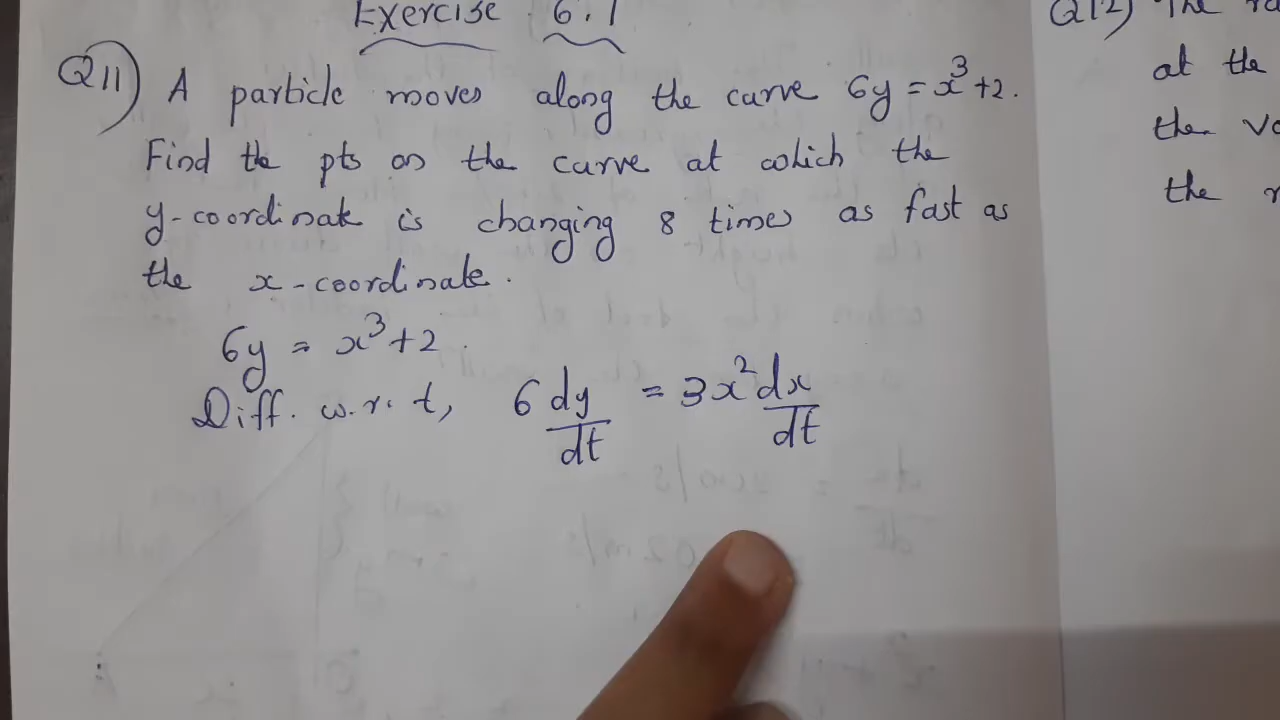 Exercise 6.1
Q11) A particle moves along the curve 6y = x³+2.
Find the pts on the curve at which the
y-coordinate is changing 8 times as fast as
the x-coordinate.
6y = x³+2.
Diff. w.r.t, 6 dy/dt = 3x² dx/dt
Q12) The
at the
the
the